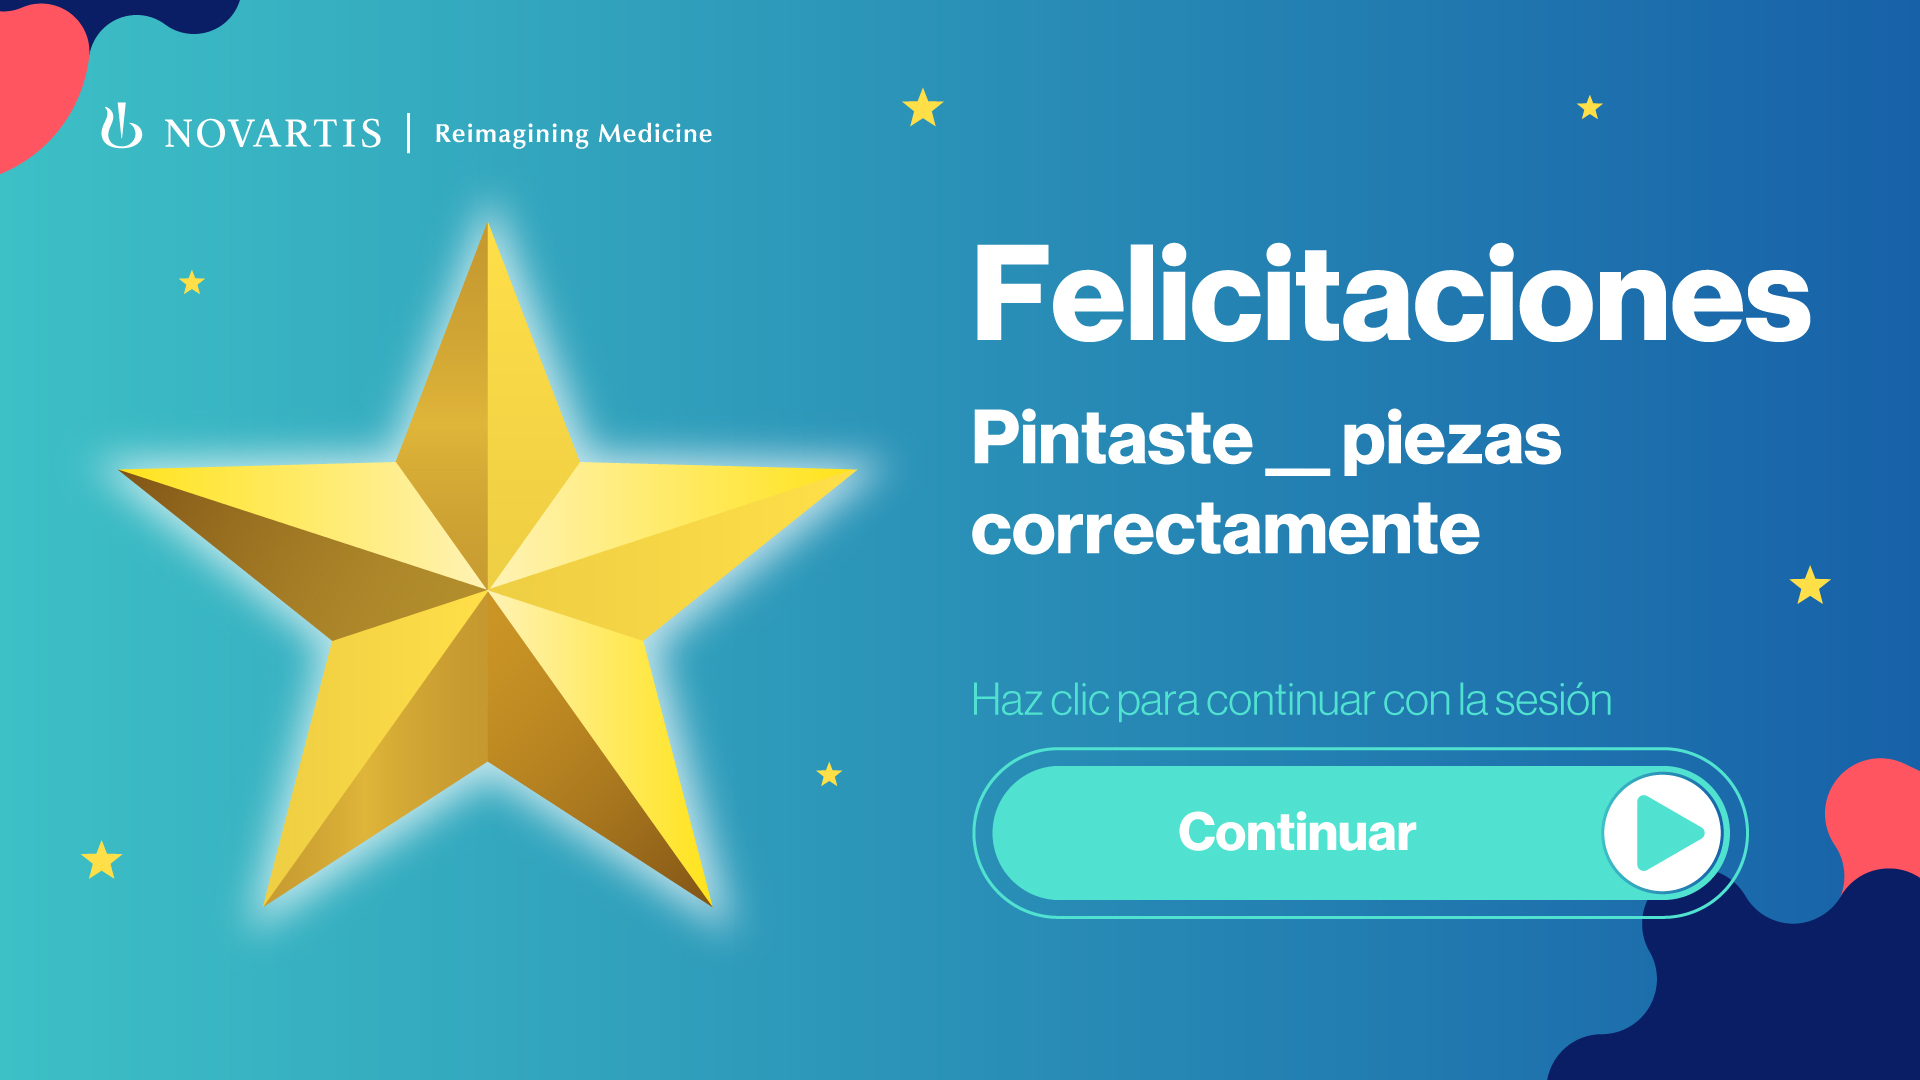 NOVARTIS | Reimagining Medicine
Felicitaciones
Pintaste __ piezas
correctamente
Haz clic para continuar con la sesión
Continuar